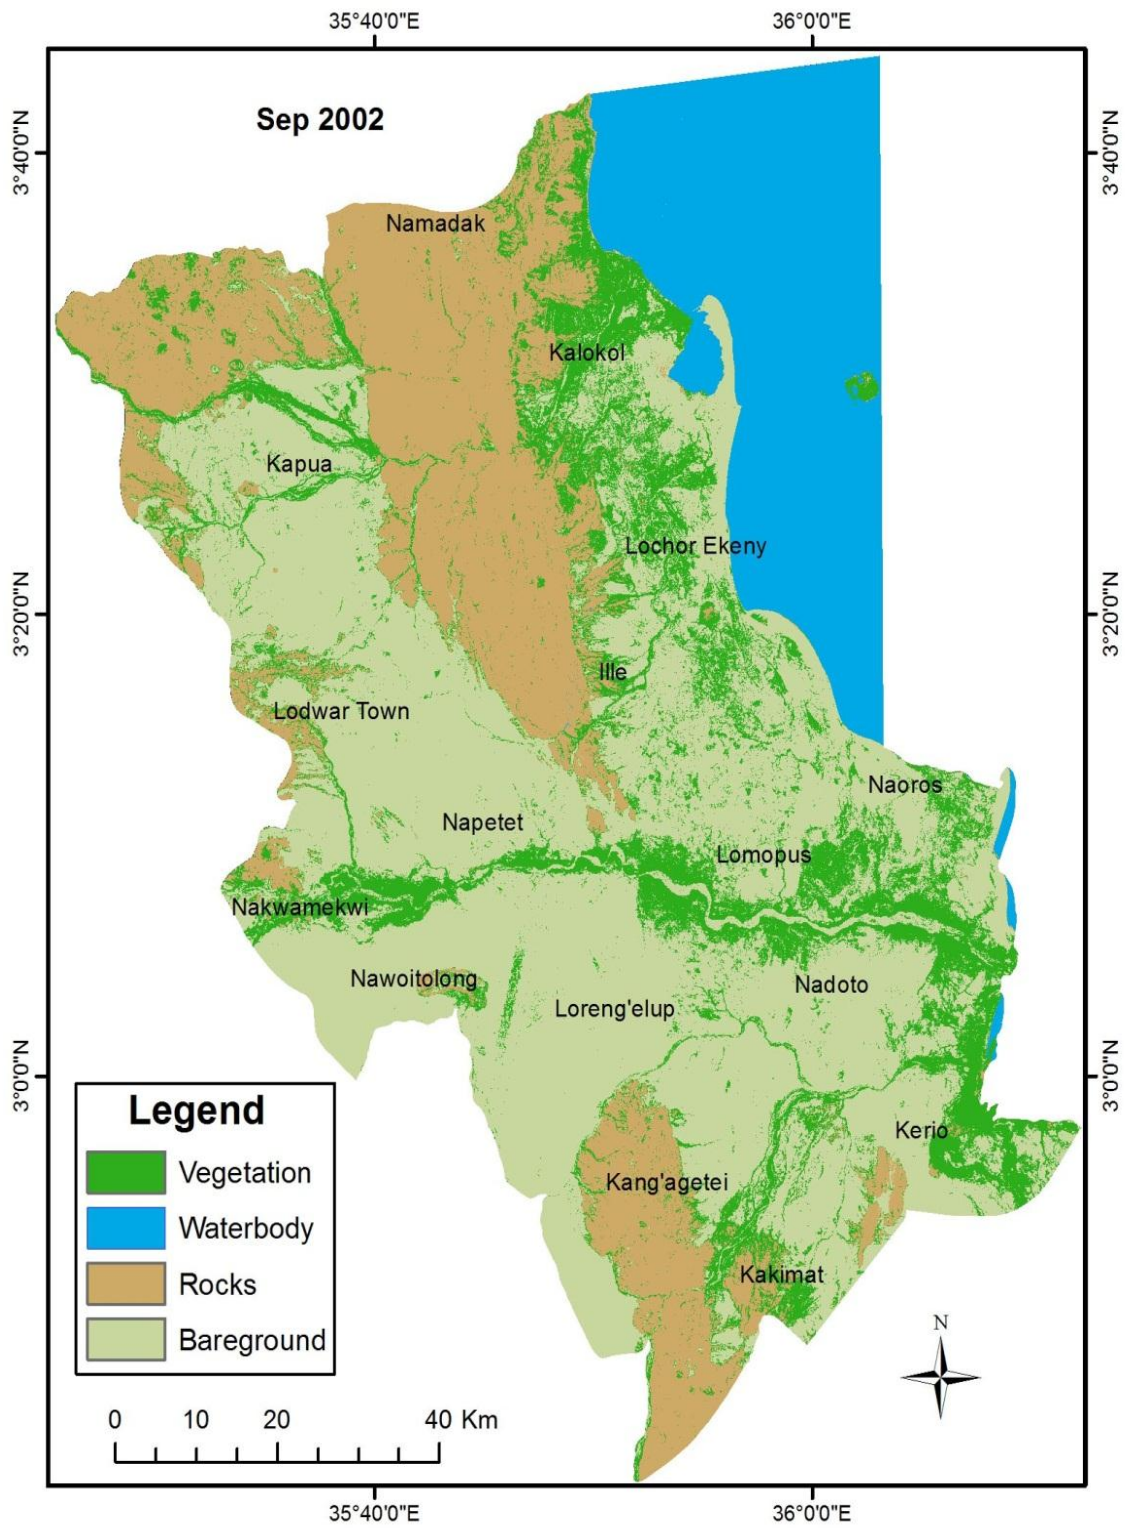 35°40'0"E
36°0'0"E
Sep 2002
3°40'0"N
3°40'0"N
Namadak
Kalokol
Kapua
Lochor Ekeny
3°20'0"N
3°20'0"N
Ille
Lodwar Town
Naoros
Napetet
Lomopus
Nakwamekwi
Nawoitolong
Nadoto
Loreng'elup
3°0'0"N
3°0'0"N
Legend
Vegetation
Waterbody
Rocks
Bareground
Kerio
Kang'agetei
Kakimat
N
0 10 20 40 Km
35°40'0"E
36°0'0"E